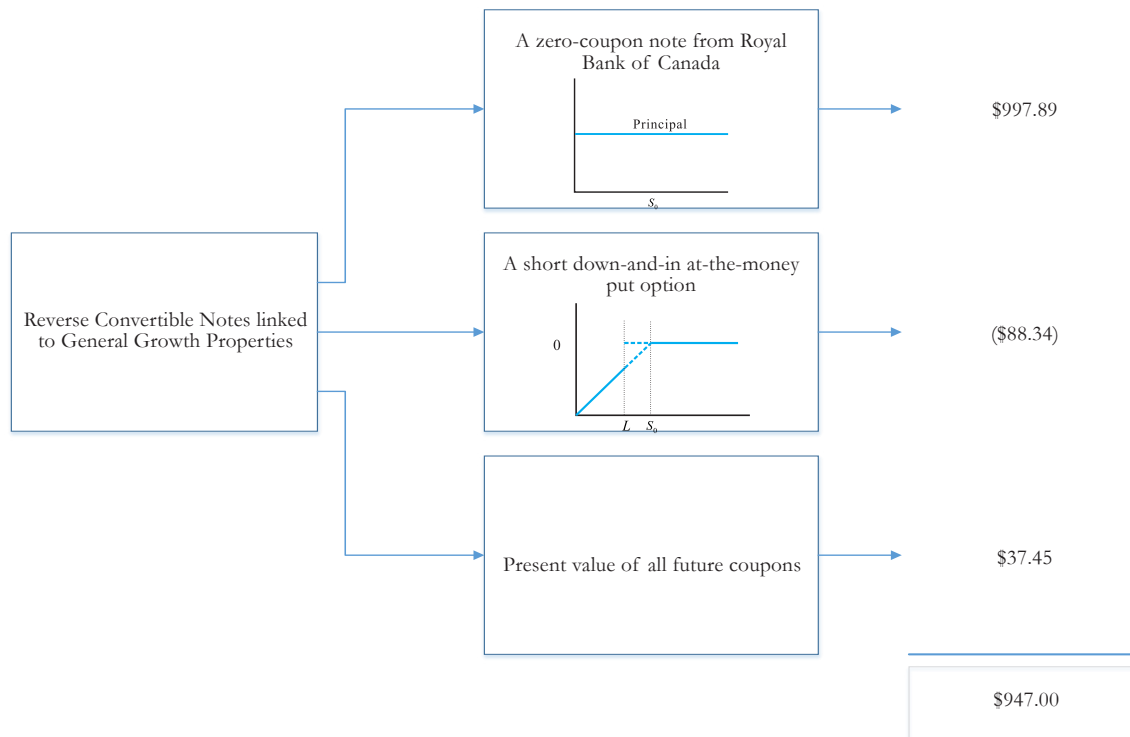 A zero-coupon note from Royal
Bank of Canada
Principal
S₀
$997.89
Reverse Convertible Notes linked
to General Growth Properties
A short down-and-in at-the-money
put option
0
L S₀
($88.34)
Present value of all future coupons
$37.45
$947.00